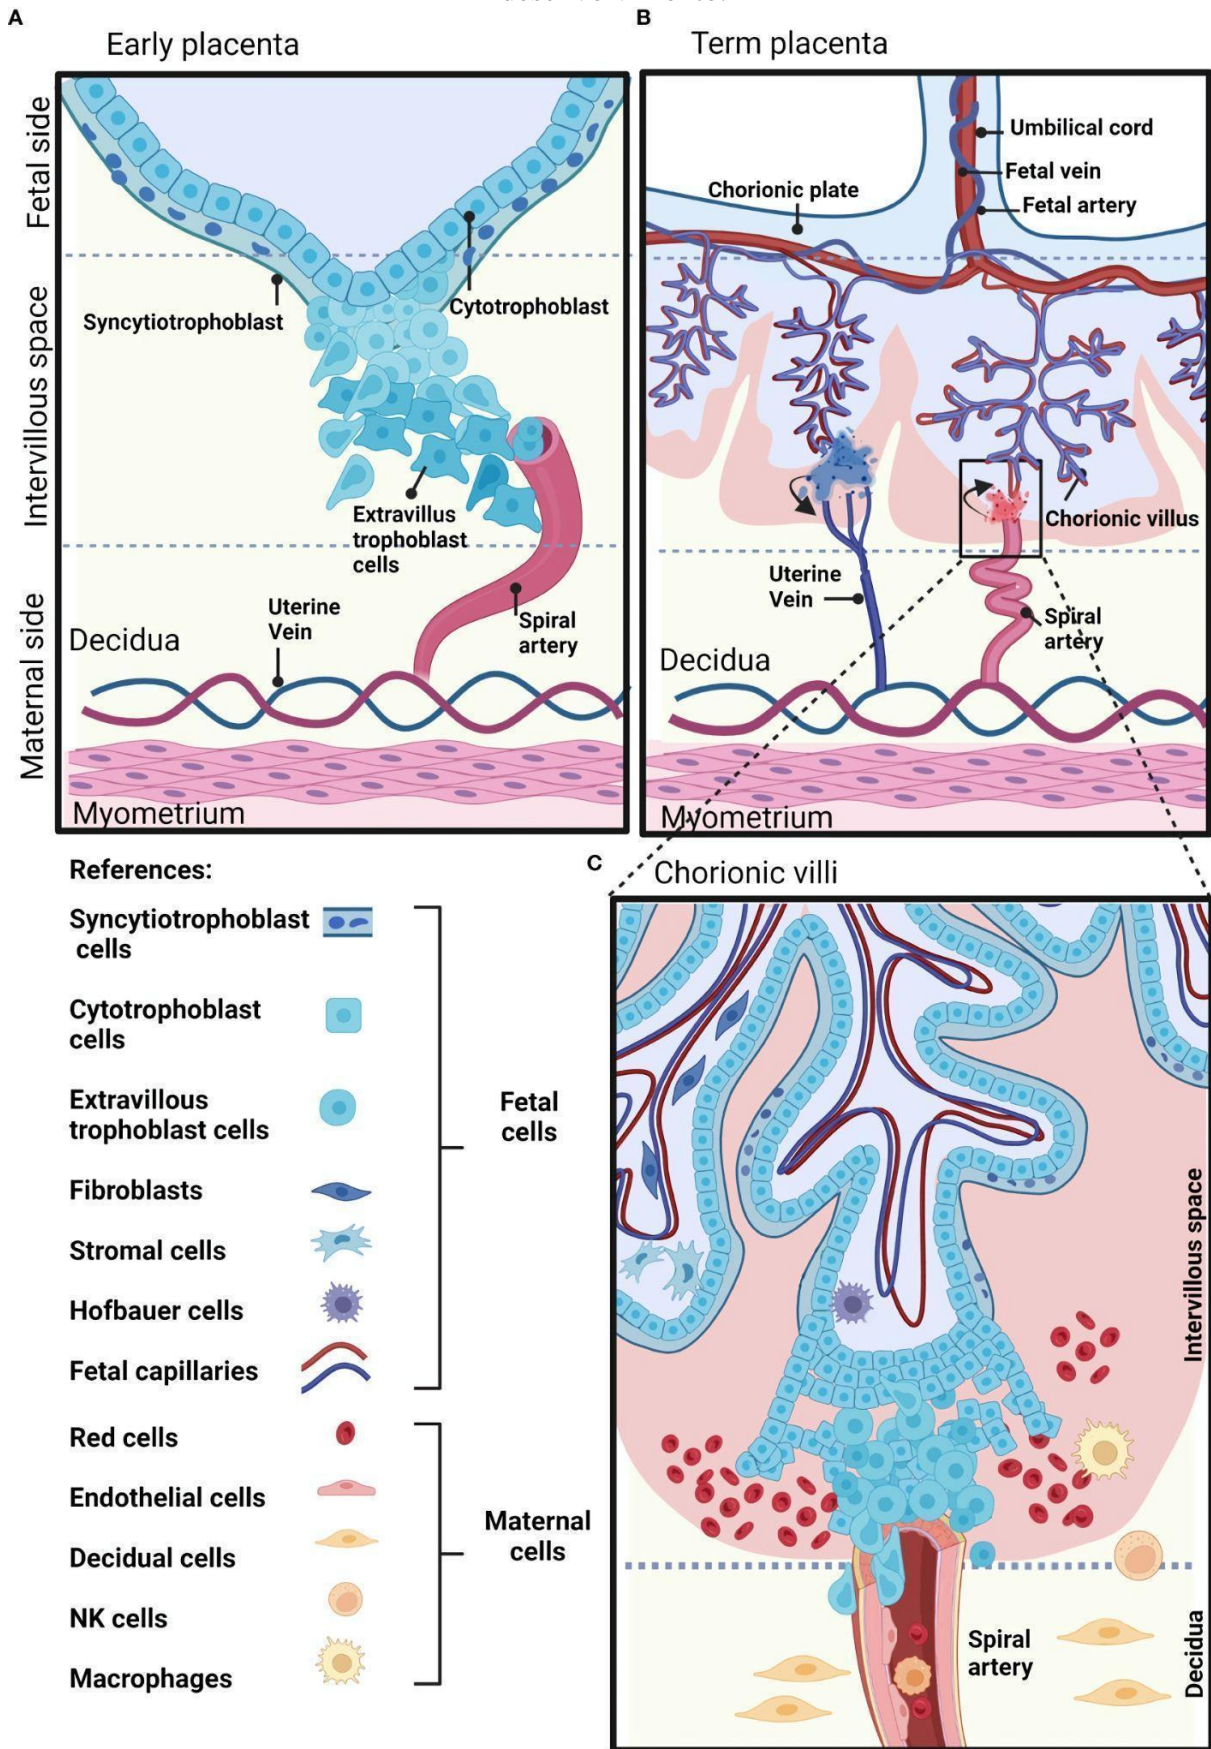 A
Early placenta
Fetal side
Intervillous space
Maternal side
Syncytiotrophoblast
Cytotrophoblast
Extravillus
trophoblast
cells
Uterine
Vein
Spiral
artery
Decidua
Myometrium
B
Term placenta
Umbilical cord
Fetal vein
Fetal artery
Chorionic plate
Chorionic villus
Uterine
Vein
Spiral
artery
Decidua
Myometrium
References:
Syncytiotrophoblast
cells
Cytotrophoblast
cells
Extravillous
trophoblast cells
Fibroblasts
Stromal cells
Hofbauer cells
Fetal capillaries
Fetal
cells
Red cells
Endothelial cells
Decidual cells
NK cells
Macrophages
Maternal
cells
C
Chorionic villi
Intervillous space
Spiral
artery
Decidua